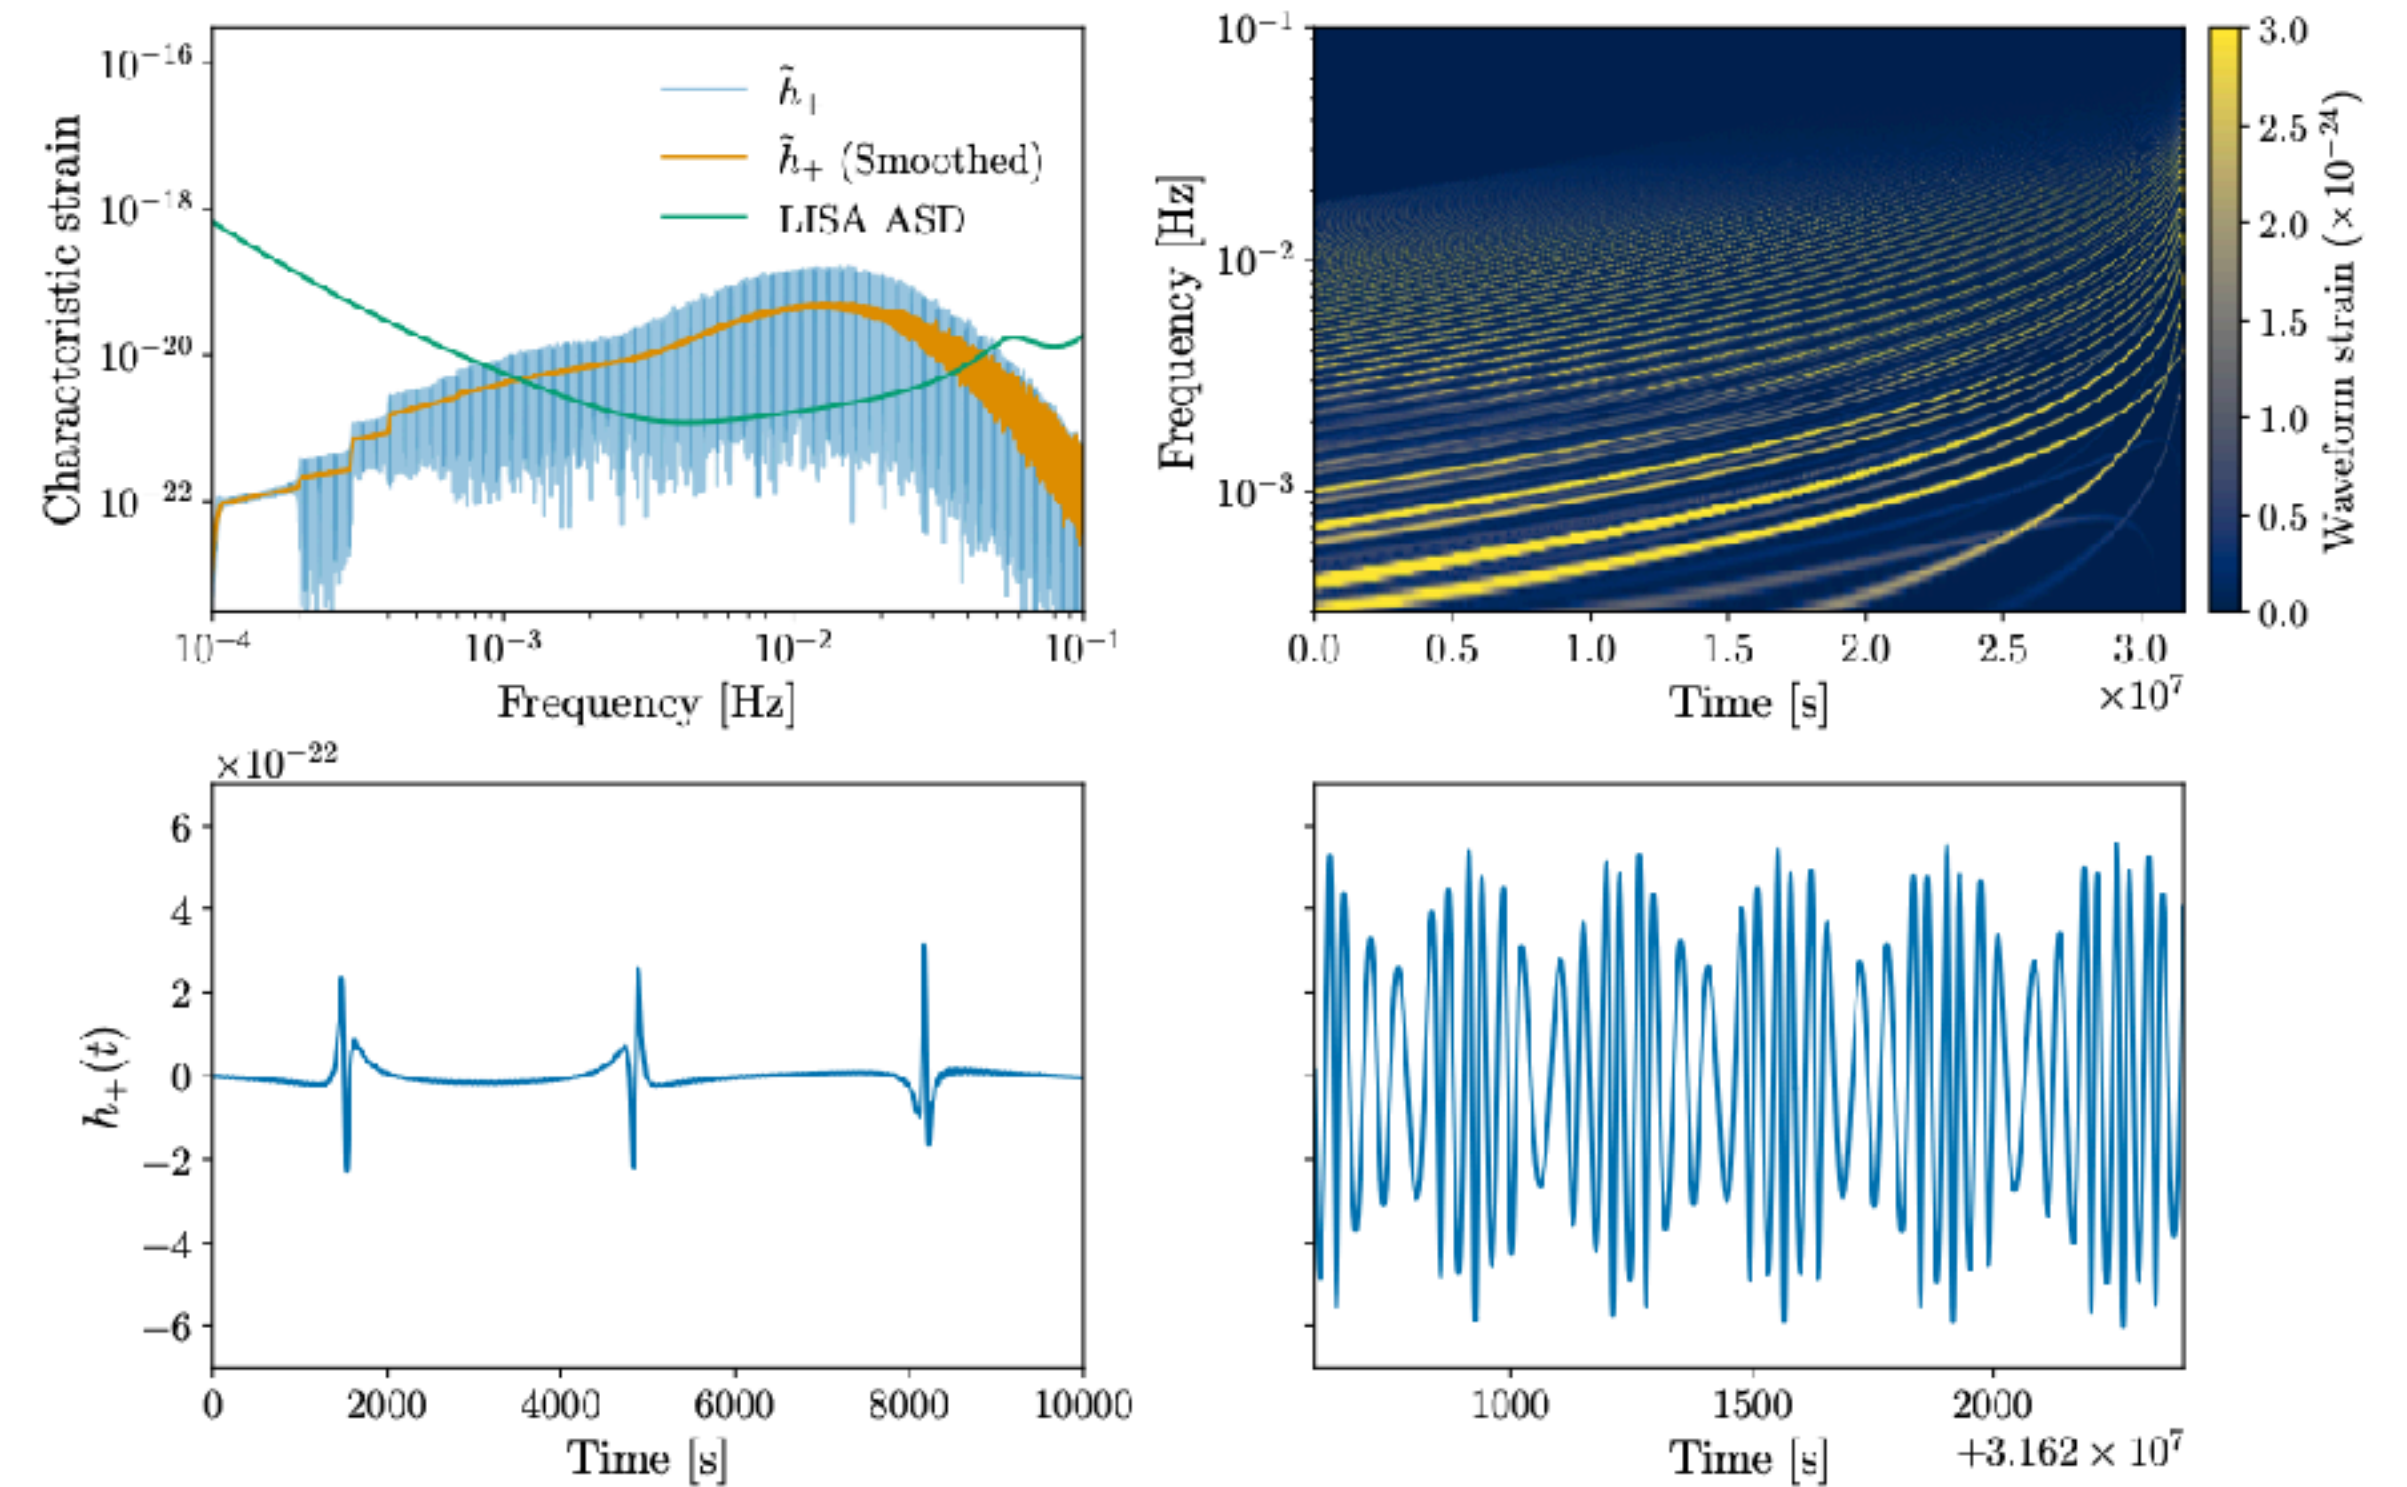 10⁻¹⁶
10⁻¹⁸
10⁻²⁰
10⁻²²
Characteristic strain
h̃₊
h̃₊ (Smoothed)
LISA ASD
10⁻⁴ 10⁻³ 10⁻² 10⁻¹
Frequency [Hz]
10⁻¹
10⁻²
10⁻³
Frequency [Hz]
0.0 0.5 1.0 1.5 2.0 2.5 3.0
×10⁷
Time [s]
3.0
2.5
2.0
1.5
1.0
0.5
0.0
Waveform strain (×10⁻²⁴)
×10⁻²²
6
4
2
0
−2
−4
−6
h₊(t)
0 2000 4000 6000 8000 10000
Time [s]
1000 1500 2000
Time [s]
+3.162 × 10⁷